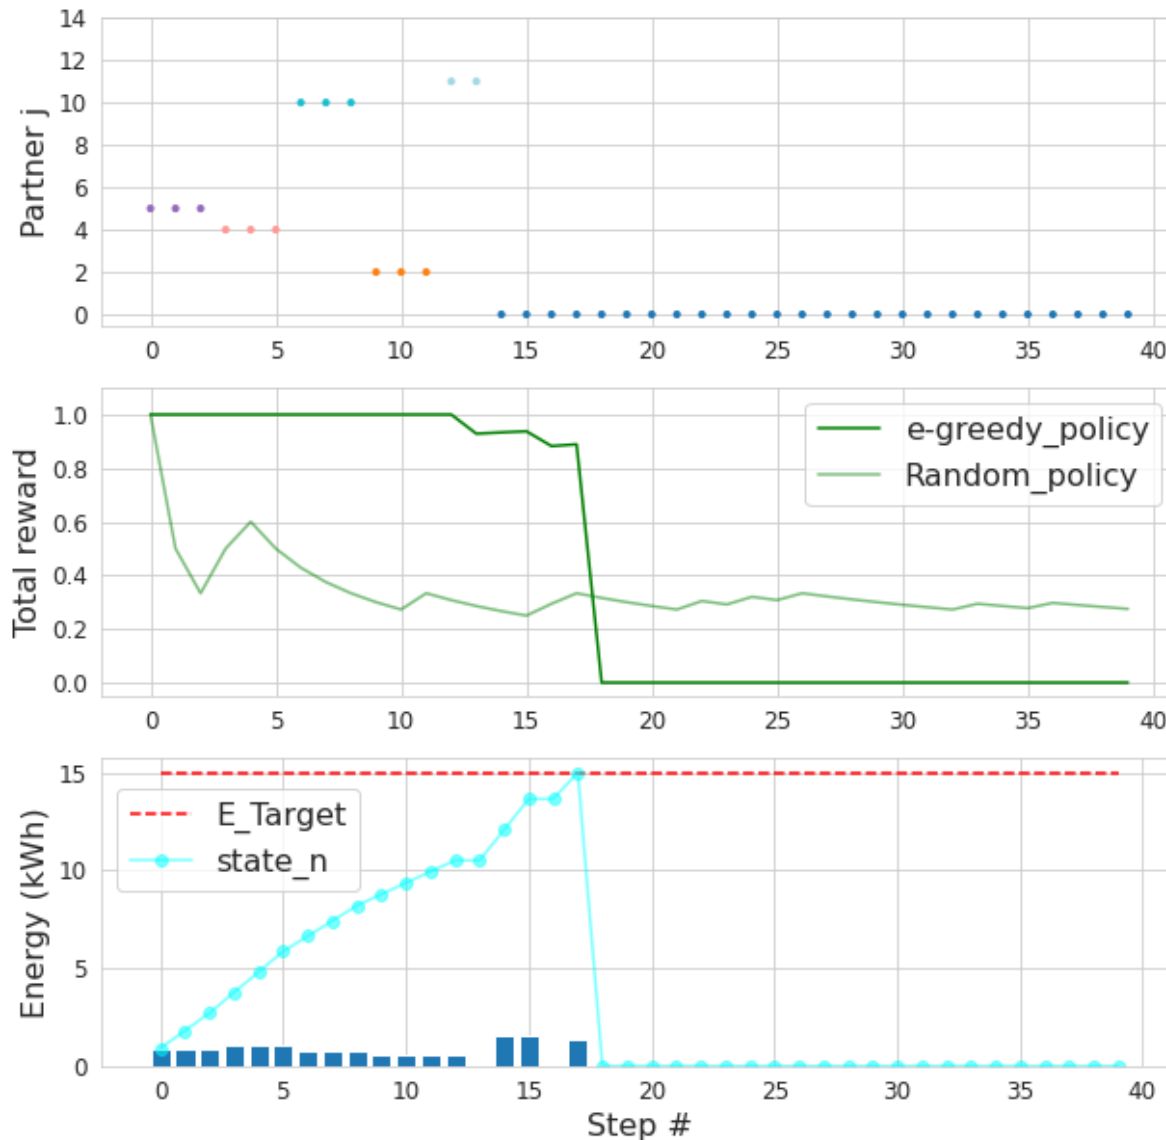 14
12
10
8
6
4
2
0
Partner j
0 5 10 15 20 25 30 35 40
1.0
0.8
0.6
0.4
0.2
0.0
Total reward
e-greedy_policy
Random_policy
0 5 10 15 20 25 30 35 40
15
10
5
0
Energy (kWh)
E_Target
state_n
0 5 10 15 20 25 30 35 40
Step #